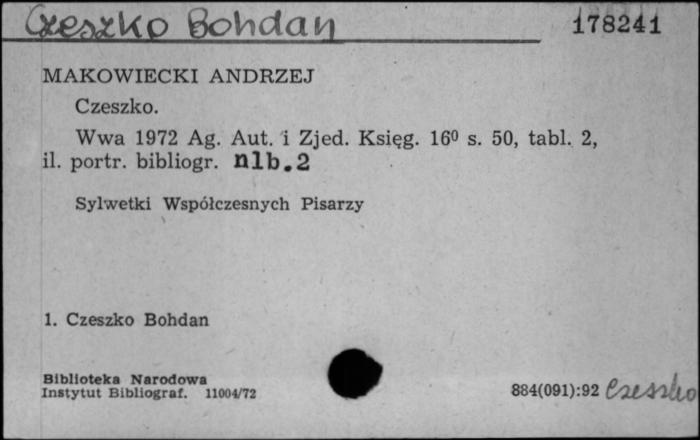 Czeszko Bohdan 178241
MAKOWIECKI ANDRZEJ
Czeszko.
Wwa 1972 Ag. Aut. i Zjed. Księg. 16⁰ s. 50, tabl. 2,
il. portr. bibliogr. nlb.2
Sylwetki Współczesnych Pisarzy
1. Czeszko Bohdan
Biblioteka Narodowa
Instytut Bibliograf. 11004/72
884(091):92 Czeszko